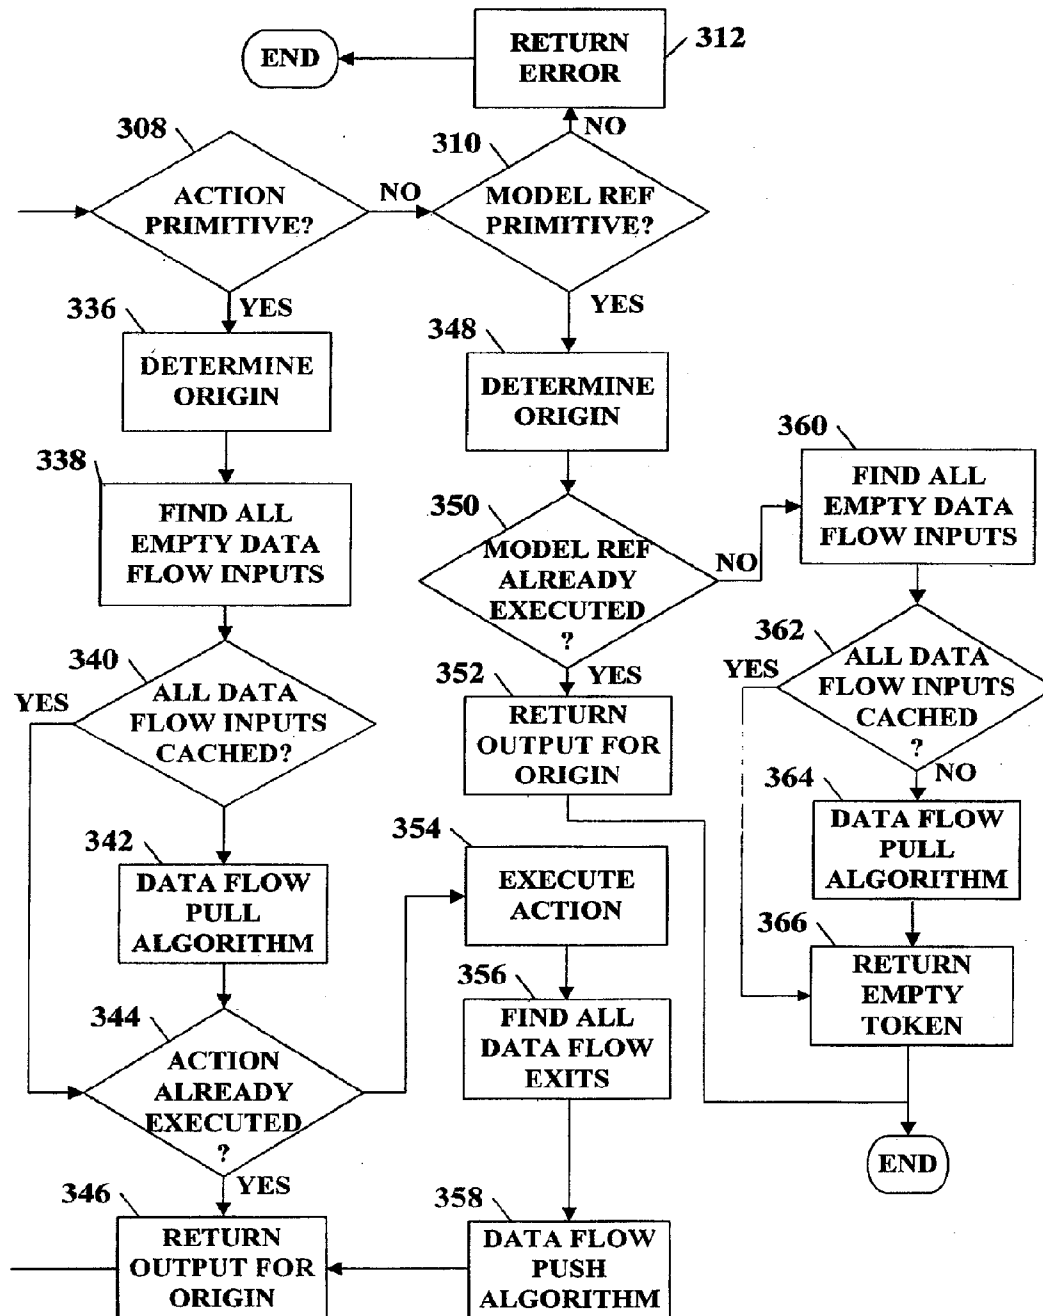 END
RETURN
ERROR
312
NO
308
ACTION
PRIMITIVE?
NO
310
MODEL REF
PRIMITIVE?
YES
YES
336
DETERMINE
ORIGIN
348
DETERMINE
ORIGIN
338
FIND ALL
EMPTY DATA
FLOW INPUTS
350
MODEL REF
ALREADY
EXECUTED
?
NO
360
FIND ALL
EMPTY DATA
FLOW INPUTS
340
ALL DATA
FLOW INPUTS
CACHED?
YES
YES
352
RETURN
OUTPUT FOR
ORIGIN
362
ALL DATA
FLOW INPUTS
CACHED
?
YES
NO
342
DATA FLOW
PULL
ALGORITHM
354
EXECUTE
ACTION
364
DATA FLOW
PULL
ALGORITHM
344
ACTION
ALREADY
EXECUTED
?
356
FIND ALL
DATA FLOW
EXITS
366
RETURN
EMPTY
TOKEN
END
YES
346
RETURN
OUTPUT FOR
ORIGIN
358
DATA FLOW
PUSH
ALGORITHM